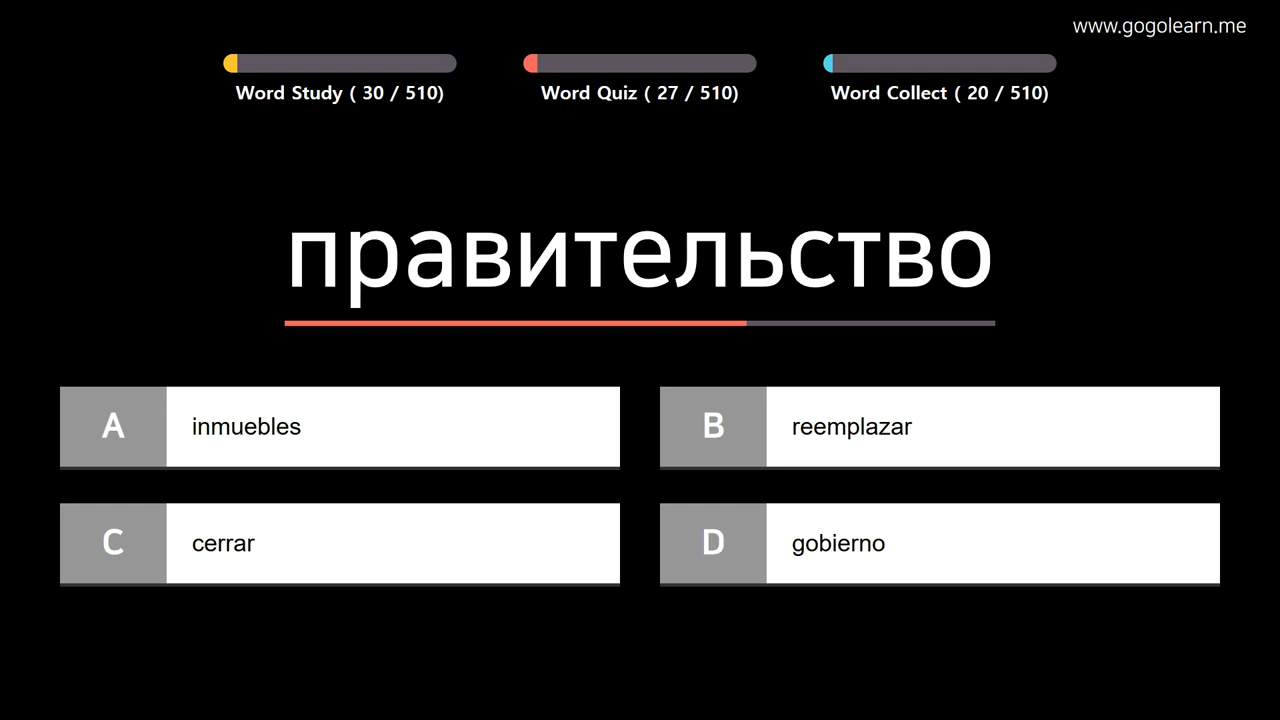 www.gogolearn.me
Word Study ( 30 / 510)
Word Quiz ( 27 / 510)
Word Collect ( 20 / 510)
правительство
A inmuebles
B reemplazar
C cerrar
D gobierno